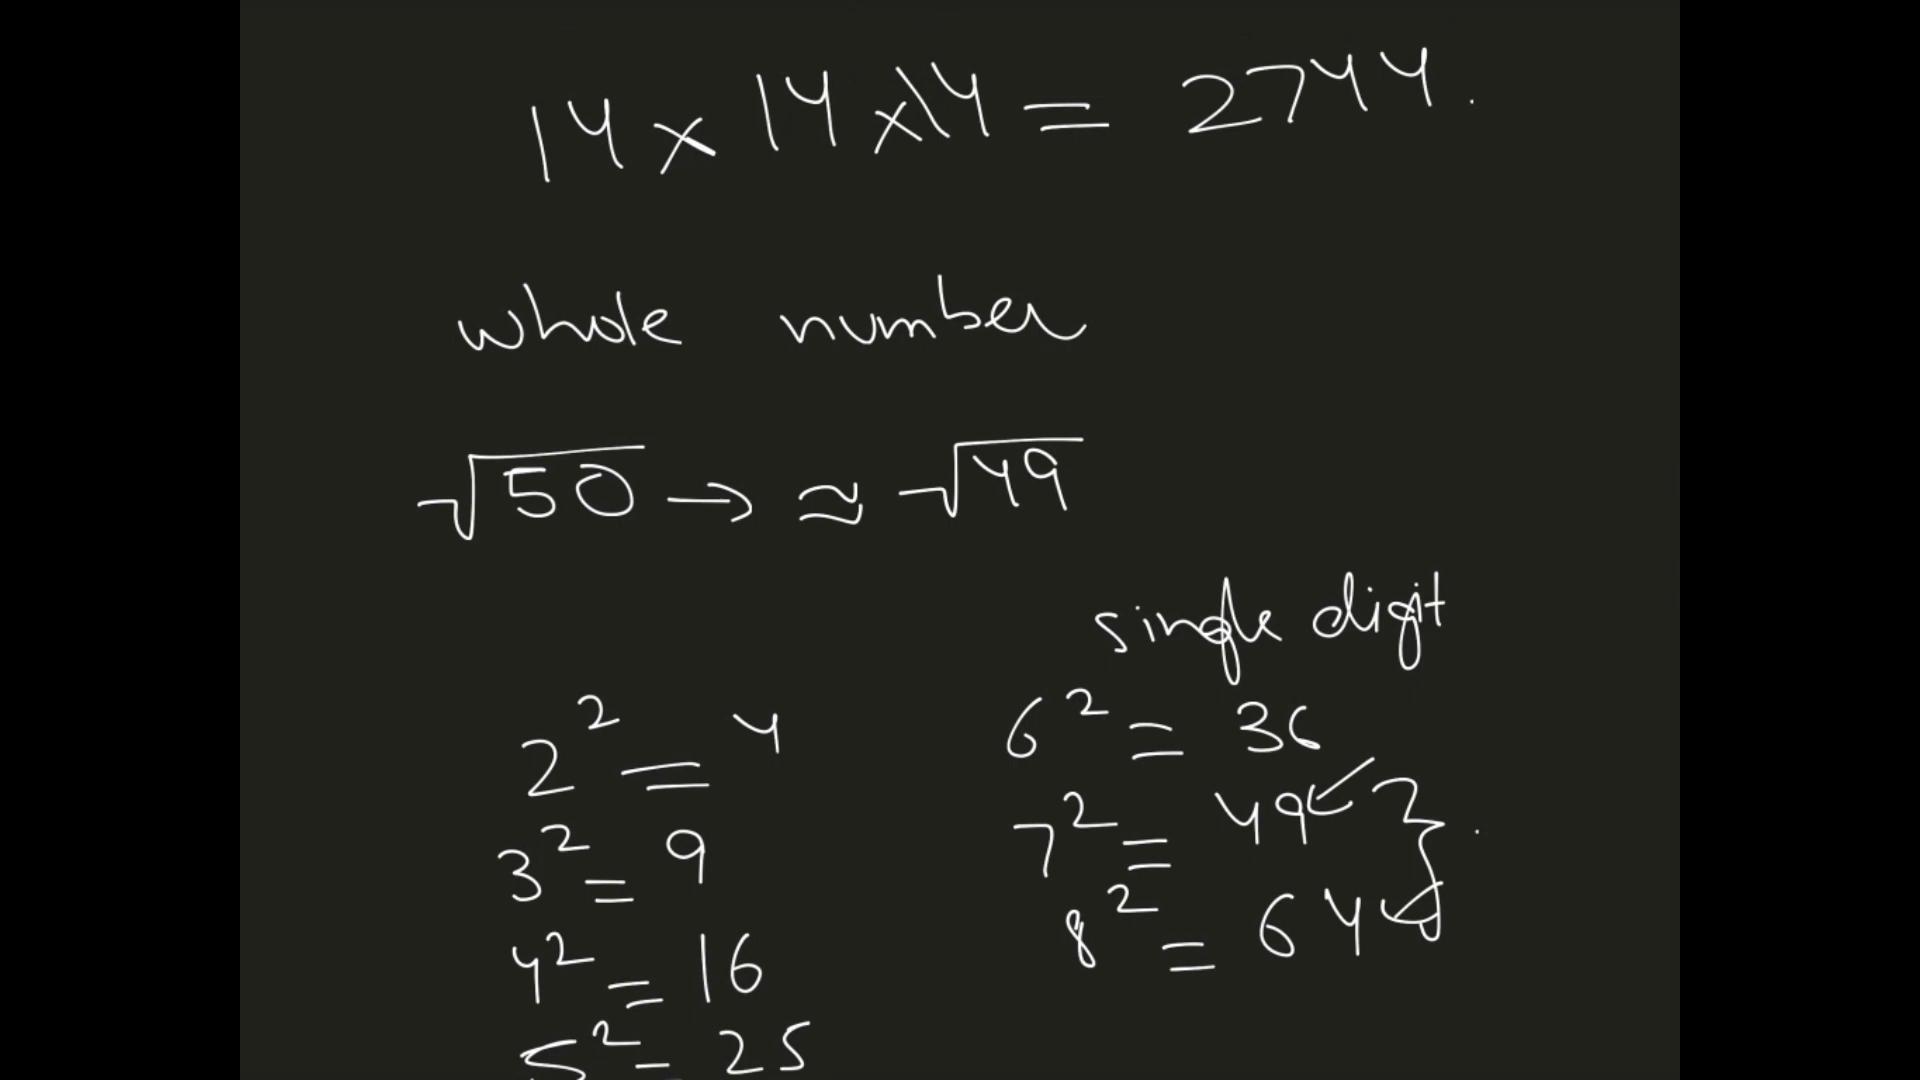 14 x 14 x 14 = 2744.
whole number
√50 → ≈ √49
single digit
2² = 4
3² = 9
4² = 16
5² = 25
6² = 36
7² = 49
8² = 64